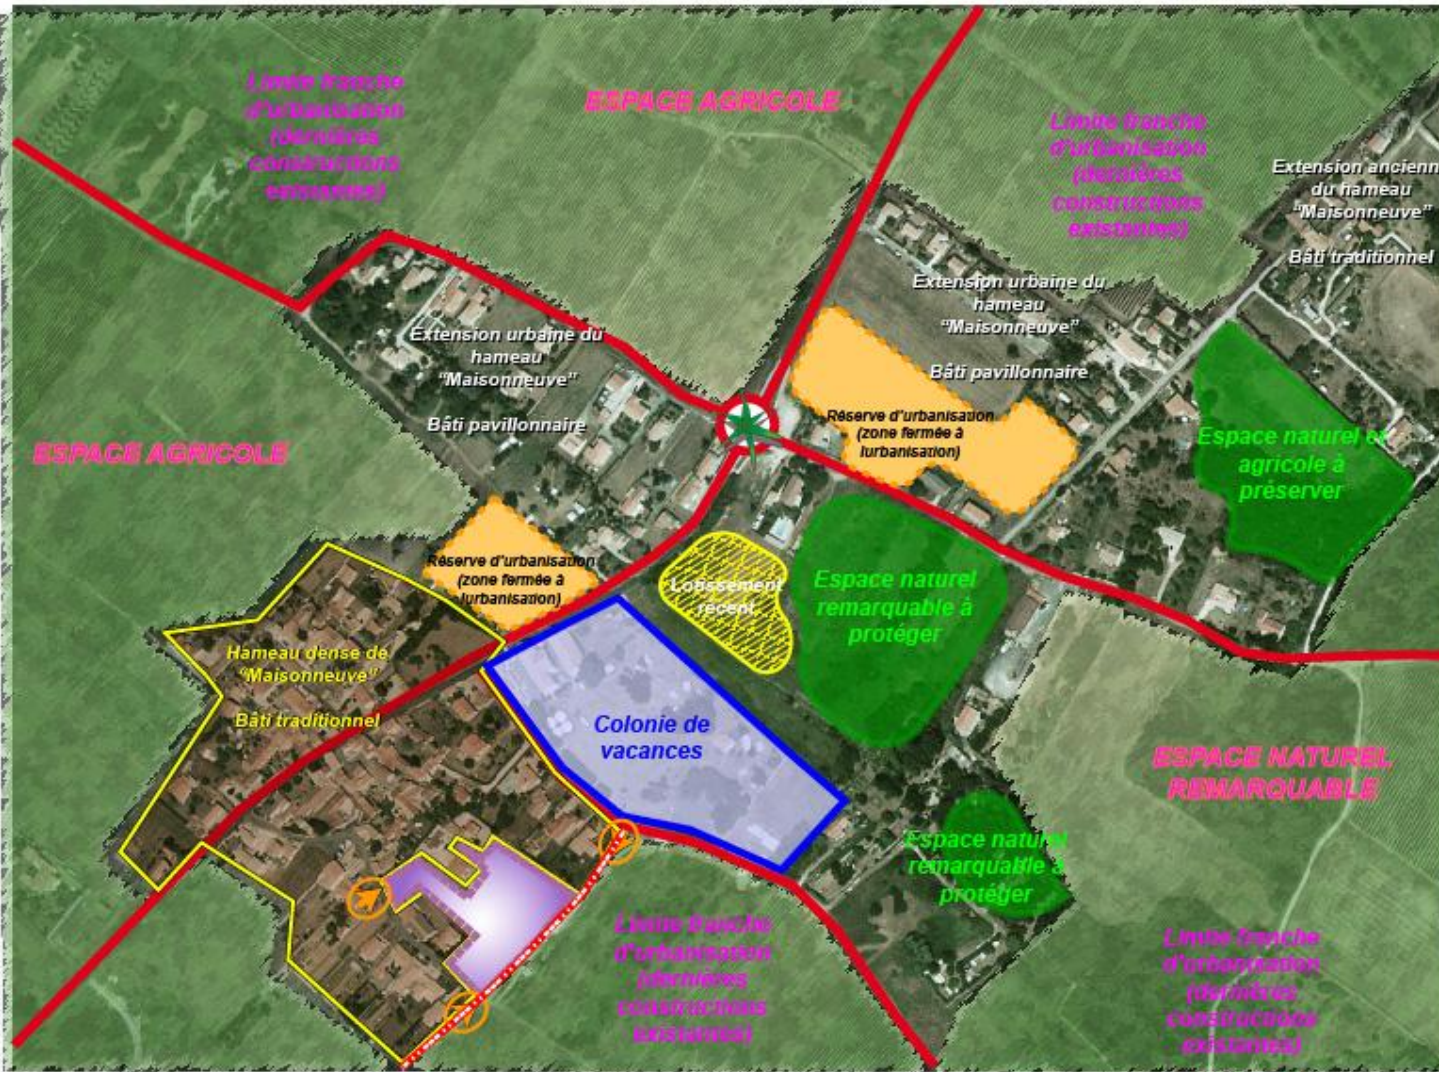 Limite franche
d'urbanisation
(dernières
constructions
existantes)
ESPACE AGRICOLE
Limite franche
d'urbanisation
(dernières
constructions
existantes)
Extension ancienn
du hameau
"Maisonneuve"
Bâti traditionnel
Extension urbaine du
hameau
"Maisonneuve"
Bâti pavillonnaire
Extension urbaine du
hameau
"Maisonneuve"
Bâti pavillonnaire
Réserve d'urbanisation
(zone fermée à
lurbanisation)
ESPACE AGRICOLE
Espace naturel et
agricole à
préserver
Réserve d'urbanisation
(zone fermée à
lurbanisation)
Lotissement
récent
Espace naturel
remarquable à
protéger
Hameau dense de
"Maisonneuve"
Bâti traditionnel
Colonie de
vacances
ESPACE NATUREL
REMARQUABLE
Espace naturel
remarquable à
protéger
Limite franche
d'urbanisation
(dernières
constructions
existantes)
Limite franche
d'urbanisation
(dernières
constructions
existantes)